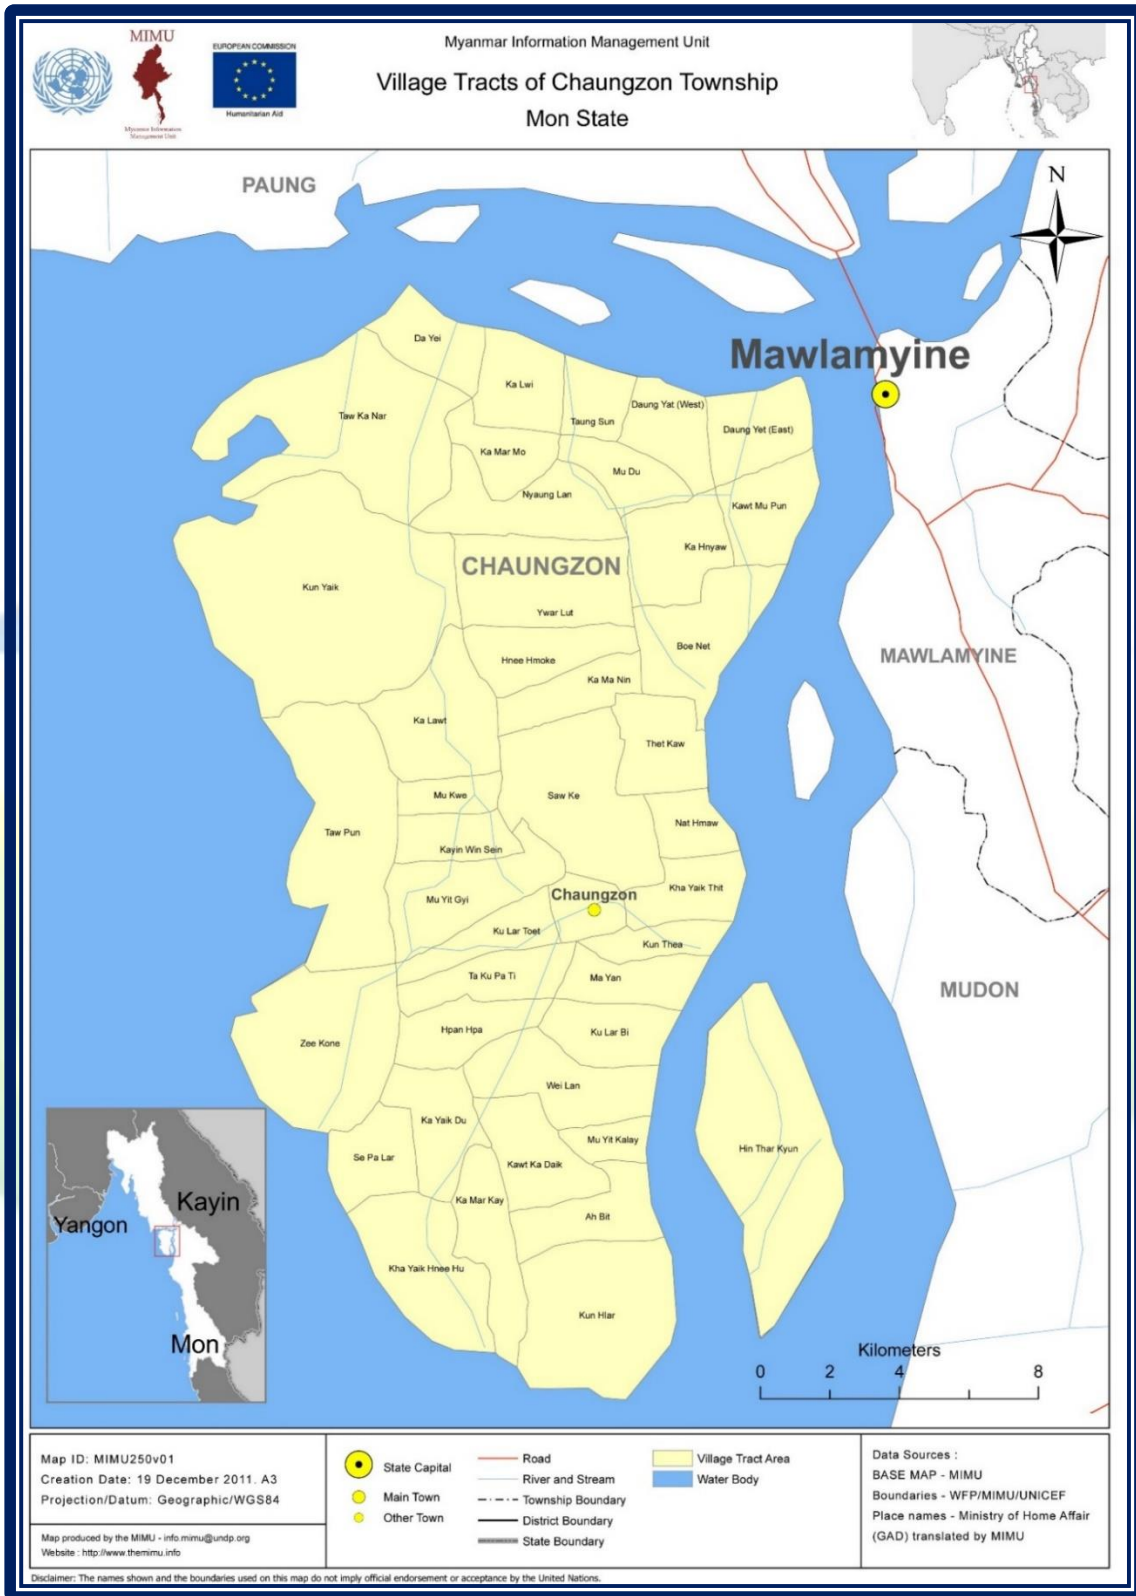 MIMU
Myanmar Information
Management Unit
EUROPEAN COMMISSION
Humanitarian Aid
Myanmar Information Management Unit
Village Tracts of Chaungzon Township
Mon State
PAUNG
N
Da Yei
Mawlamyine
Ka Lwi
Taw Ka Nar
Taung Sun
Daung Yat (West)
Daung Yet (East)
Ka Mar Mo
Mu Du
Nyaung Lan
Kawt Mu Pun
Ka Hnyaw
CHAUNGZON
Kun Yaik
Ywar Lut
Boe Net
MAWLAMYINE
Hnee Hmoke
Ka Ma Nin
Ka Lawt
Thet Kaw
Mu Kwe
Saw Ke
Taw Pun
Nat Hmaw
Kayin Win Sein
Kha Yaik Thit
Chaungzon
Mu Yit Gyi
Ku Lar Toet
Kun Thea
Ta Ku Pa Ti
Ma Yan
MUDON
Hpan Hpa
Ku Lar Bi
Zee Kone
Wei Lan
Ka Yaik Du
Mu Yit Kalay
Hin Thar Kyun
Se Pa Lar
Kawt Ka Daik
Ka Mar Kay
Ah Bit
Kha Yaik Hnee Hu
Kun Hlar
Kayin
Yangon
Mon
Kilometers
0 2 4 8
Map ID: MIMU250v01
Creation Date: 19 December 2011. A3
Projection/Datum: Geographic/WGS84
Map produced by the MIMU - info.mimu@undp.org
Website : http://www.themimu.info
State Capital
Main Town
Other Town
Road
River and Stream
Township Boundary
District Boundary
State Boundary
Village Tract Area
Water Body
Data Sources :
BASE MAP - MIMU
Boundaries - WFP/MIMU/UNICEF
Place names - Ministry of Home Affair
(GAD) translated by MIMU
Disclaimer: The names shown and the boundaries used on this map do not imply official endorsement or acceptance by the United Nations.